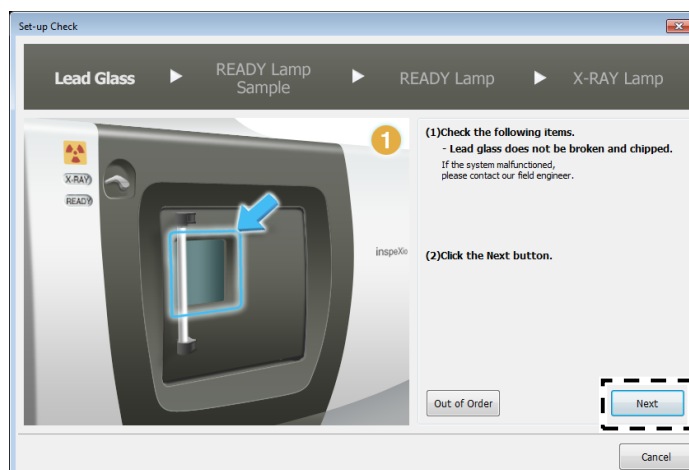 Set-up Check
Lead Glass
READY Lamp
Sample
READY Lamp
X-RAY Lamp
1
X-RAY
READY
inspeXio
(1)Check the following items.
- Lead glass does not be broken and chipped.
If the system malfunctioned,
please contact our field engineer.
(2)Click the Next button.
Out of Order
Next
Cancel